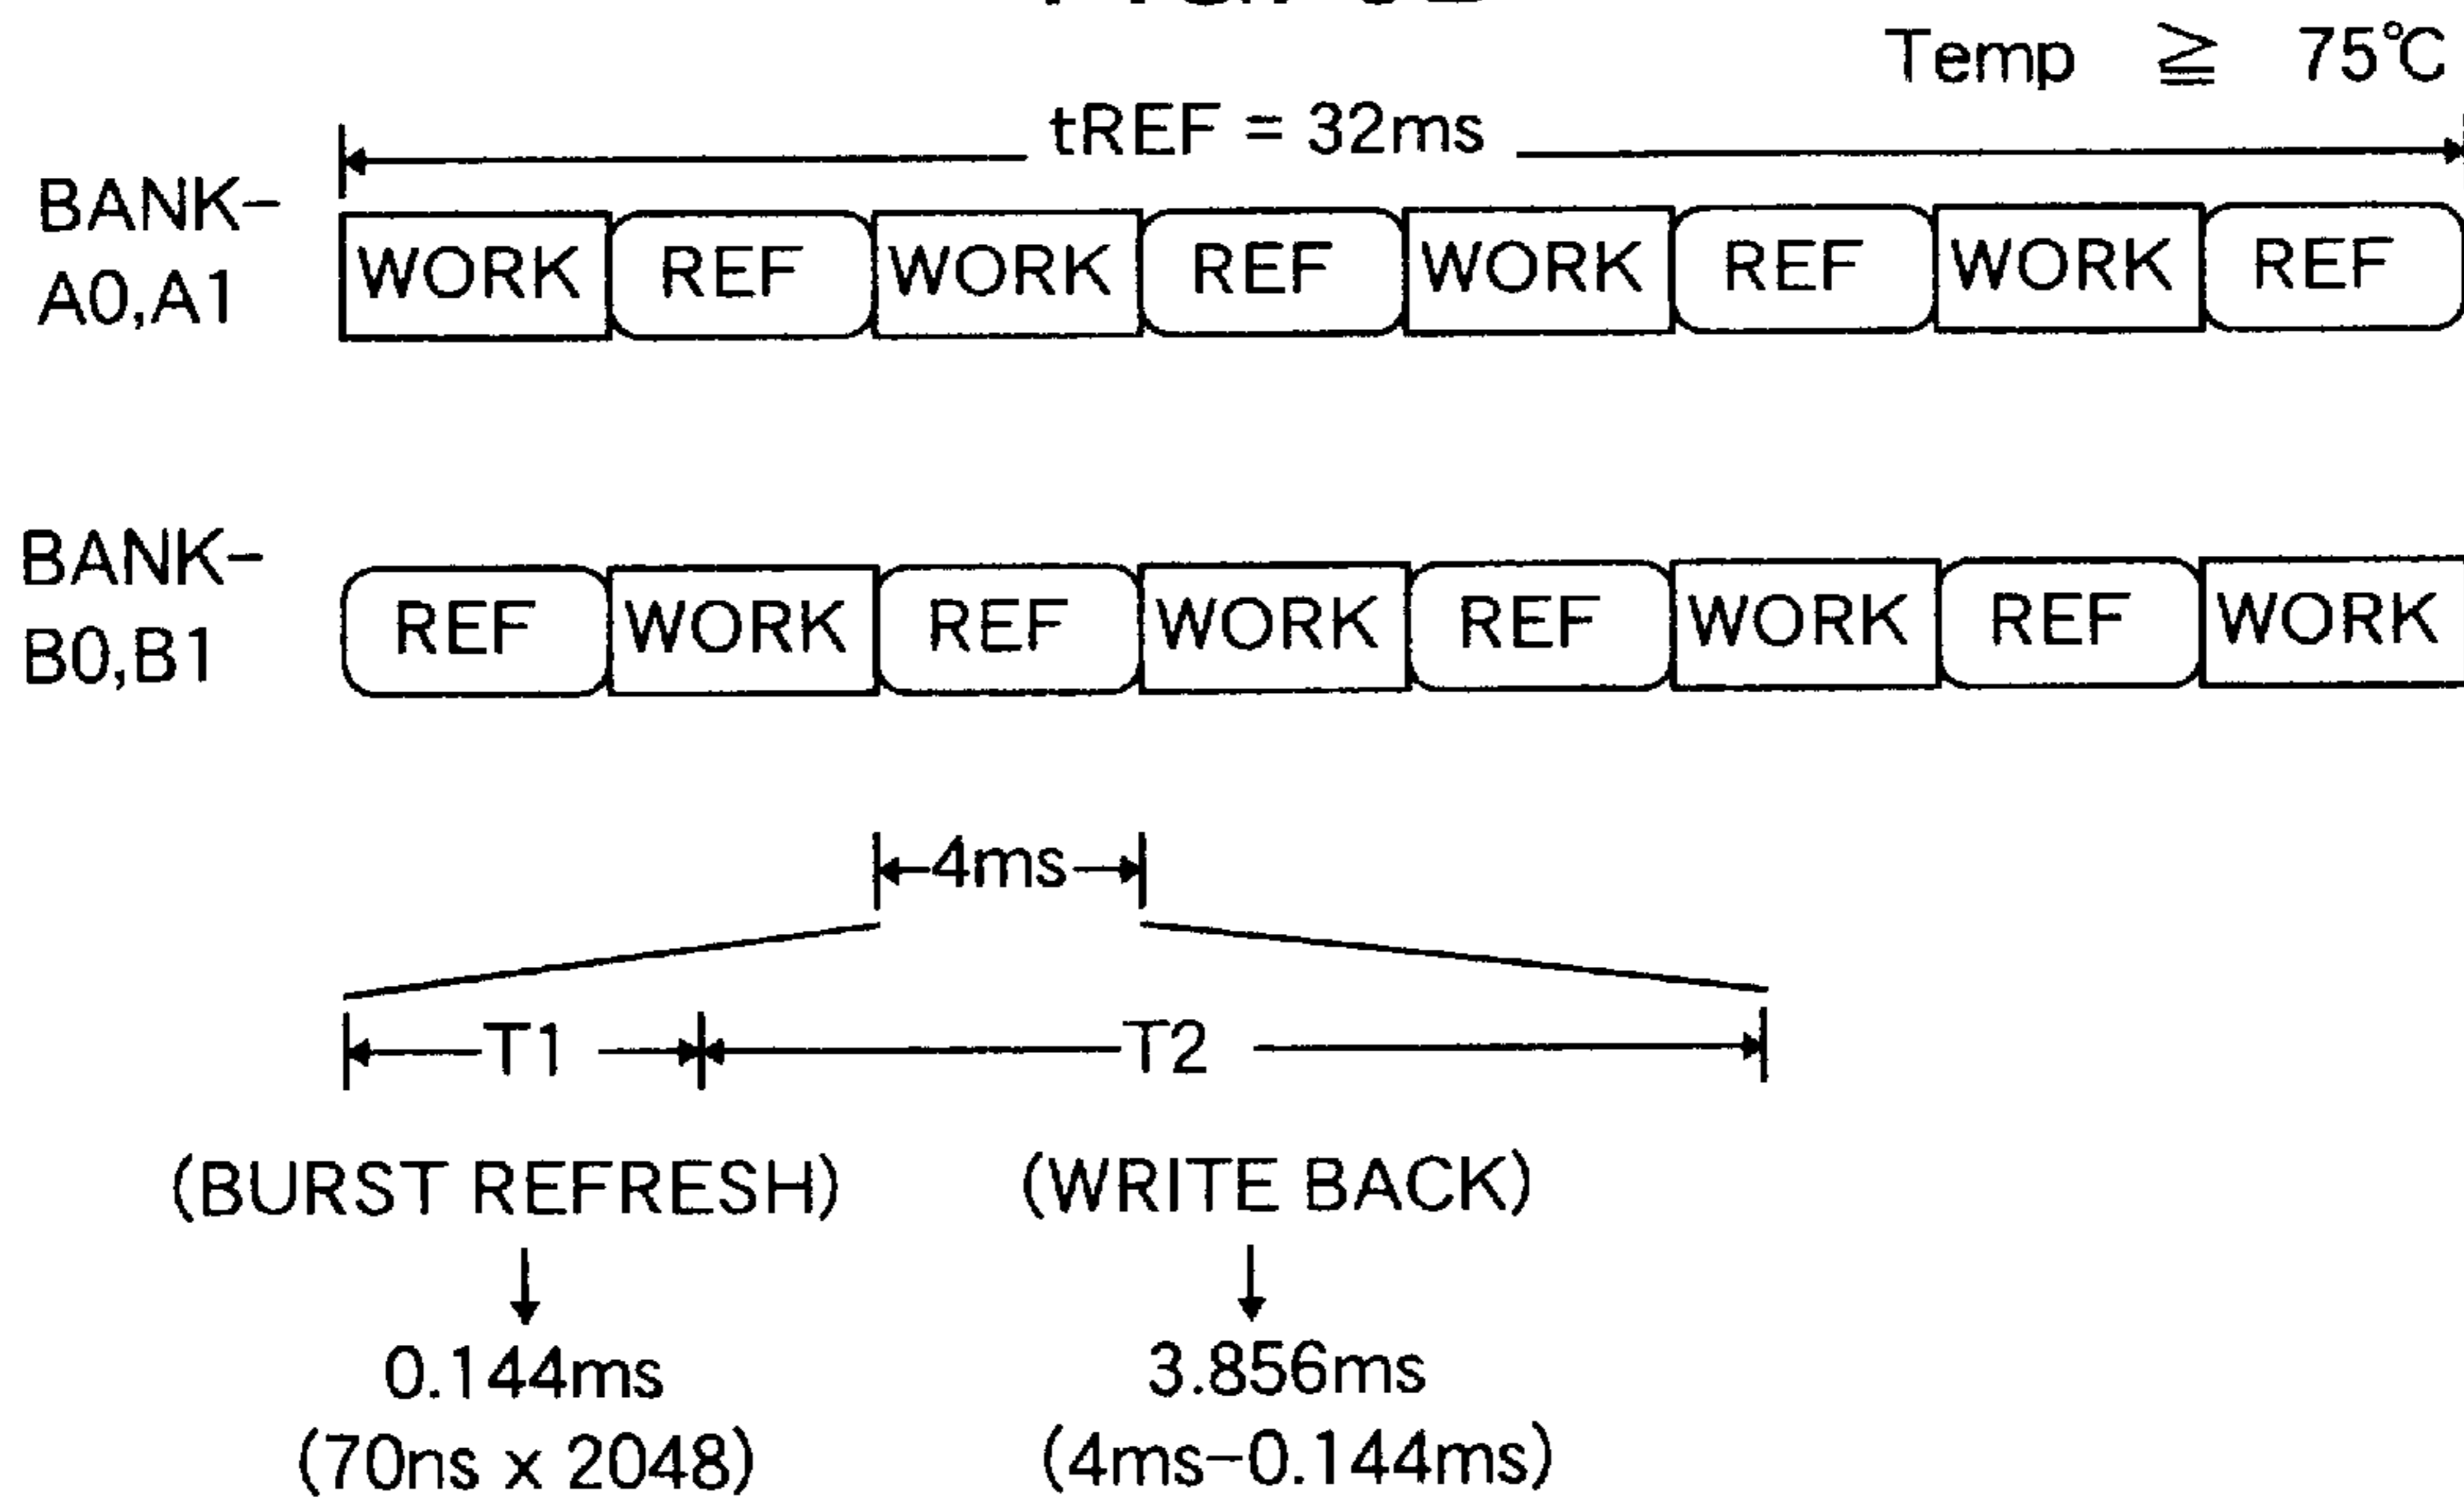 Temp ≧ 75℃
tREF = 32ms
BANK-
A0,A1
WORK REF WORK REF WORK REF WORK REF
BANK-
B0,B1
REF WORK REF WORK REF WORK REF WORK
4ms
T1 T2
(BURST REFRESH) (WRITE BACK)
0.144ms 3.856ms
(70ns x 2048) (4ms-0.144ms)